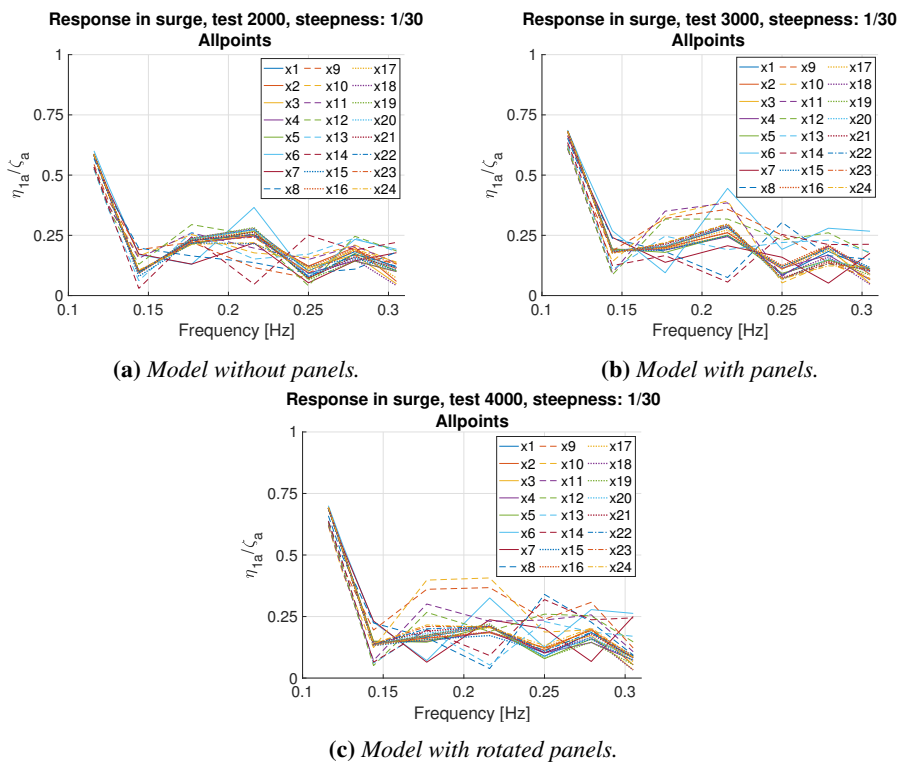 Response in surge, test 2000, steepness: 1/30
Allpoints
1
0.75
0.5
0.25
0
η1a/ζa
0.1 0.15 0.2 0.25 0.3
Frequency [Hz]
x1 x9 x17
x2 x10 x18
x3 x11 x19
x4 x12 x20
x5 x13 x21
x6 x14 x22
x7 x15 x23
x8 x16 x24
(a) Model without panels.
Response in surge, test 3000, steepness: 1/30
Allpoints
1
0.75
0.5
0.25
0
η1a/ζa
0.1 0.15 0.2 0.25 0.3
Frequency [Hz]
x1 x9 x17
x2 x10 x18
x3 x11 x19
x4 x12 x20
x5 x13 x21
x6 x14 x22
x7 x15 x23
x8 x16 x24
(b) Model with panels.
Response in surge, test 4000, steepness: 1/30
Allpoints
1
0.75
0.5
0.25
0
η1a/ζa
0.1 0.15 0.2 0.25 0.3
Frequency [Hz]
x1 x9 x17
x2 x10 x18
x3 x11 x19
x4 x12 x20
x5 x13 x21
x6 x14 x22
x7 x15 x23
x8 x16 x24
(c) Model with rotated panels.